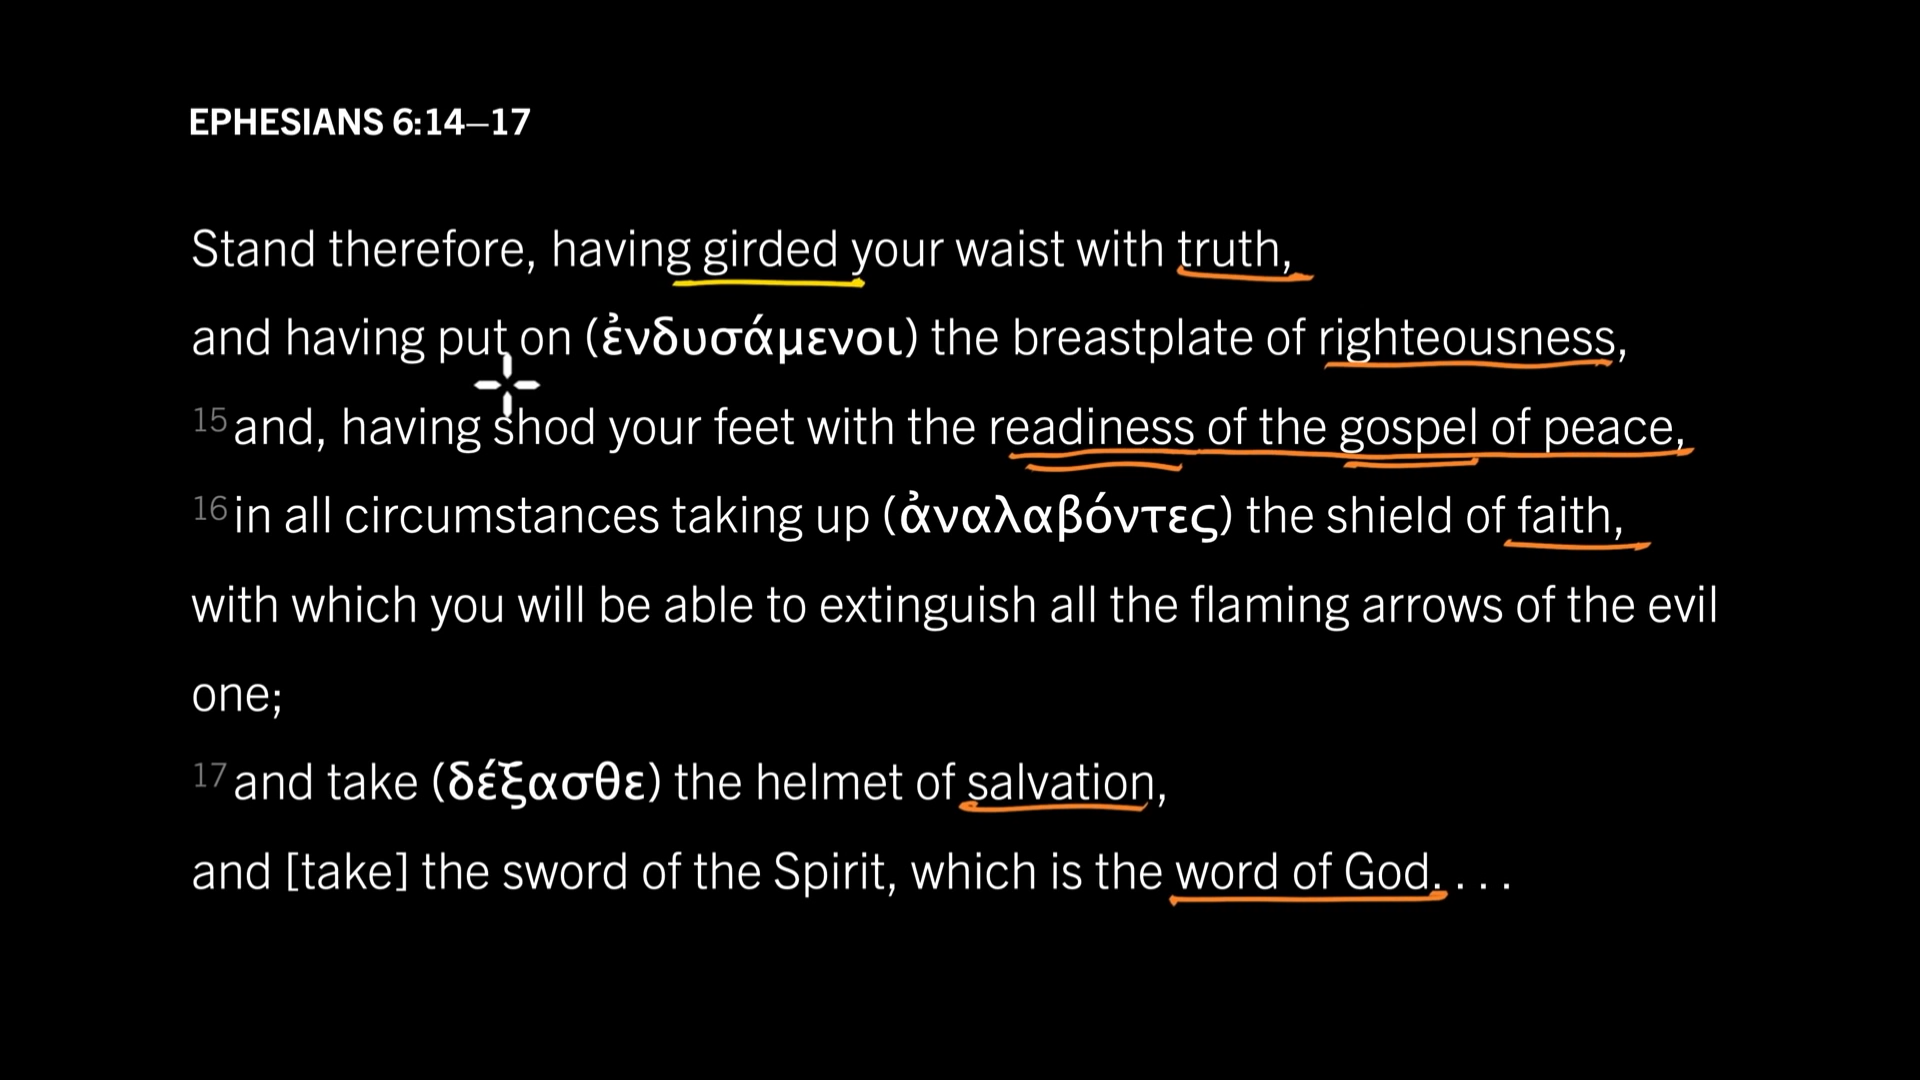 EPHESIANS 6:14–17
Stand therefore, having girded your waist with truth,
and having put on (ἐνδυσάμενοι) the breastplate of righteousness,
15 and, having shod your feet with the readiness of the gospel of peace,
16 in all circumstances taking up (ἀναλαβόντες) the shield of faith,
with which you will be able to extinguish all the flaming arrows of the evil
one;
17 and take (δέξασθε) the helmet of salvation,
and [take] the sword of the Spirit, which is the word of God. . . .